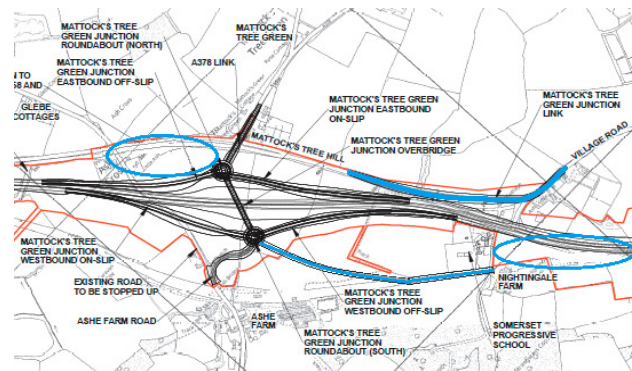 MATTOCK'S TREE
GREEN JUNCTION
ROUNDABOUT (NORTH)
MATTOCK'S TREE
GREEN JUNCTION
EASTBOUND OFF-SLIP
N TO
58 AND
GLEBE
COTTAGES
MATTOCK'S
TREE GREEN
A378 LINK
MATTOCK'S TREE GREEN
JUNCTION EASTBOUND
ON-SLIP
MATTOCK'S TREE GREEN
JUNCTION OVERBRIDGE
MATTOCK'S TREE GREEN
JUNCTION
LINK
MATTOCK'S TREE HILL
VILLAGE ROAD
MATTOCK'S TREE
GREEN JUNCTION
WESTBOUND ON-SLIP
EXISTING ROAD
TO BE STOPPED UP
ASHE FARM ROAD
ASHE
FARM
MATTOCK'S TREE
GREEN JUNCTION
WESTBOUND OFF-SLIP
MATTOCK'S TREE
GREEN JUNCTION
ROUNDABOUT (SOUTH)
NIGHTINGALE
FARM
SOMERSET
PROGRESSIVE
SCHOOL